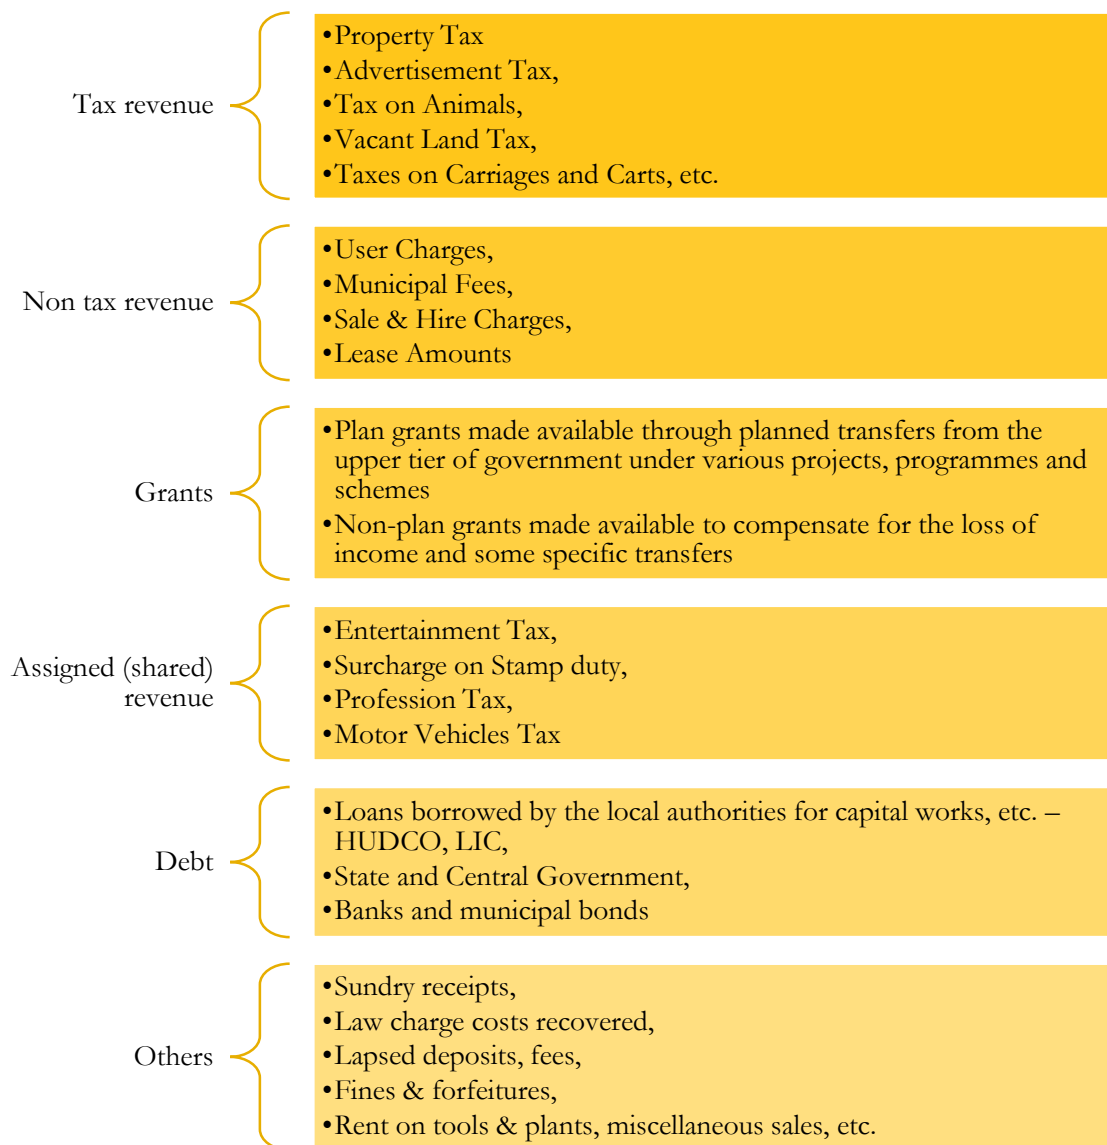 Tax revenue
•Property Tax
•Advertisement Tax,
•Tax on Animals,
•Vacant Land Tax,
•Taxes on Carriages and Carts, etc.
Non tax revenue
•User Charges,
•Municipal Fees,
•Sale & Hire Charges,
•Lease Amounts
Grants
•Plan grants made available through planned transfers from the
upper tier of government under various projects, programmes and
schemes
•Non-plan grants made available to compensate for the loss of
income and some specific transfers
Assigned (shared)
revenue
•Entertainment Tax,
•Surcharge on Stamp duty,
•Profession Tax,
•Motor Vehicles Tax
Debt
•Loans borrowed by the local authorities for capital works, etc. –
HUDCO, LIC,
•State and Central Government,
•Banks and municipal bonds
Others
•Sundry receipts,
•Law charge costs recovered,
•Lapsed deposits, fees,
•Fines & forfeitures,
•Rent on tools & plants, miscellaneous sales, etc.